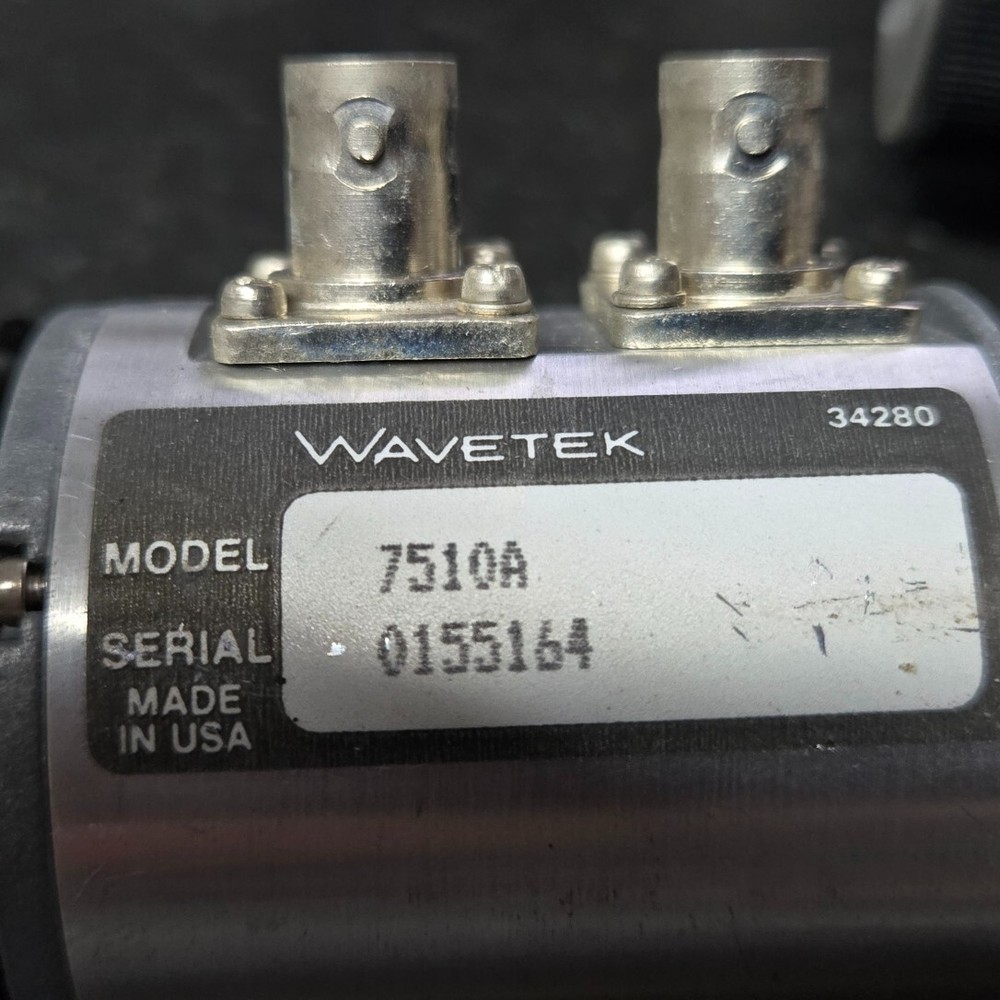 WAVETEK
34280
MODEL 7510A
SERIAL 0155164
MADE
IN USA